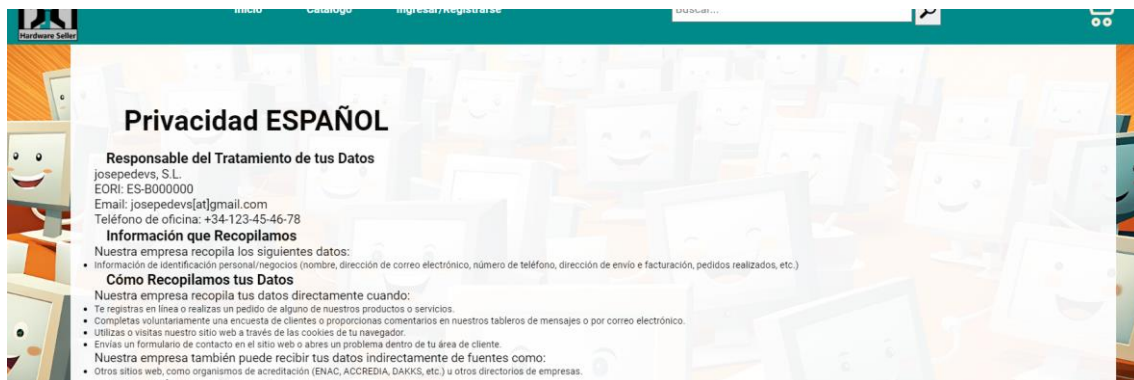 Inicio Catálogo Ingresar/Registrarse Buscar...
Hardware Seller
Privacidad ESPAÑOL
Responsable del Tratamiento de tus Datos
josepedevs, S.L.
EORI: ES-B000000
Email: josepedevs[at]gmail.com
Teléfono de oficina: +34-123-45-46-78
Información que Recopilamos
Nuestra empresa recopila los siguientes datos:
• Información de identificación personal/negocios (nombre, dirección de correo electrónico, número de teléfono, dirección de envío e facturación, pedidos realizados, etc.)
Cómo Recopilamos tus Datos
Nuestra empresa recopila tus datos directamente cuando:
• Te registras en línea o realizas un pedido de alguno de nuestros productos o servicios.
• Completas voluntariamente una encuesta de clientes o proporcionas comentarios en nuestros tableros de mensajes o por correo electrónico.
• Utilizas o visitas nuestro sitio web a través de las cookies de tu navegador.
• Envías un formulario de contacto en el sitio web o abres un problema dentro de tu área de cliente.
Nuestra empresa también puede recibir tus datos indirectamente de fuentes como:
• Otros sitios web, como organismos de acreditación (ENAC, ACCREDIA, DAKKS, etc.) u otros directorios de empresas.